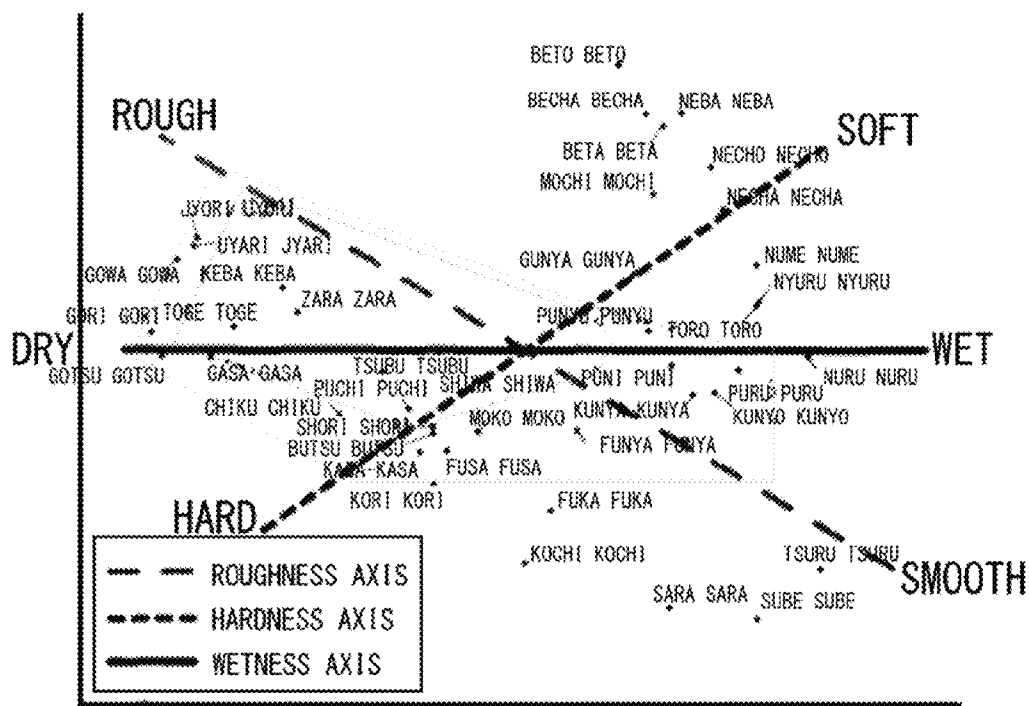 BETO BETO
BECHA BECHA
NEBA NEBA
ROUGH
SOFT
BETA BETA
NECHO NECHO
MOCHI MOCHI
NECHA NECHA
JYORI
UYARI JYARI
GUNYA GUNYA
NUME NUME
GOWA GOWA
KEBA KEBA
NYURU NYURU
ZARA ZARA
GORI GORI
TOGE TOGE
PUNYU PUNYU
TORO TORO
DRY
WET
GOTSU GOTSU
GASA GASA
TSUBU TSUBU
PUNI PUNI
NURU NURU
PUCHI PUCHI
SHIWA SHIWA
PURU PURU
CHIKU CHIKU
KUNYA KUNYA
KUNYO KUNYO
SHORI SHORI
MOKO MOKO
BUTSU BUTSU
FUNYA FUNYA
KASA KASA
FUSA FUSA
KORI KORI
FUKA FUKA
HARD
KOCHI KOCHI
TSURU TSURU
SMOOTH
SARA SARA
SUBE SUBE
ROUGHNESS AXIS
HARDNESS AXIS
WETNESS AXIS